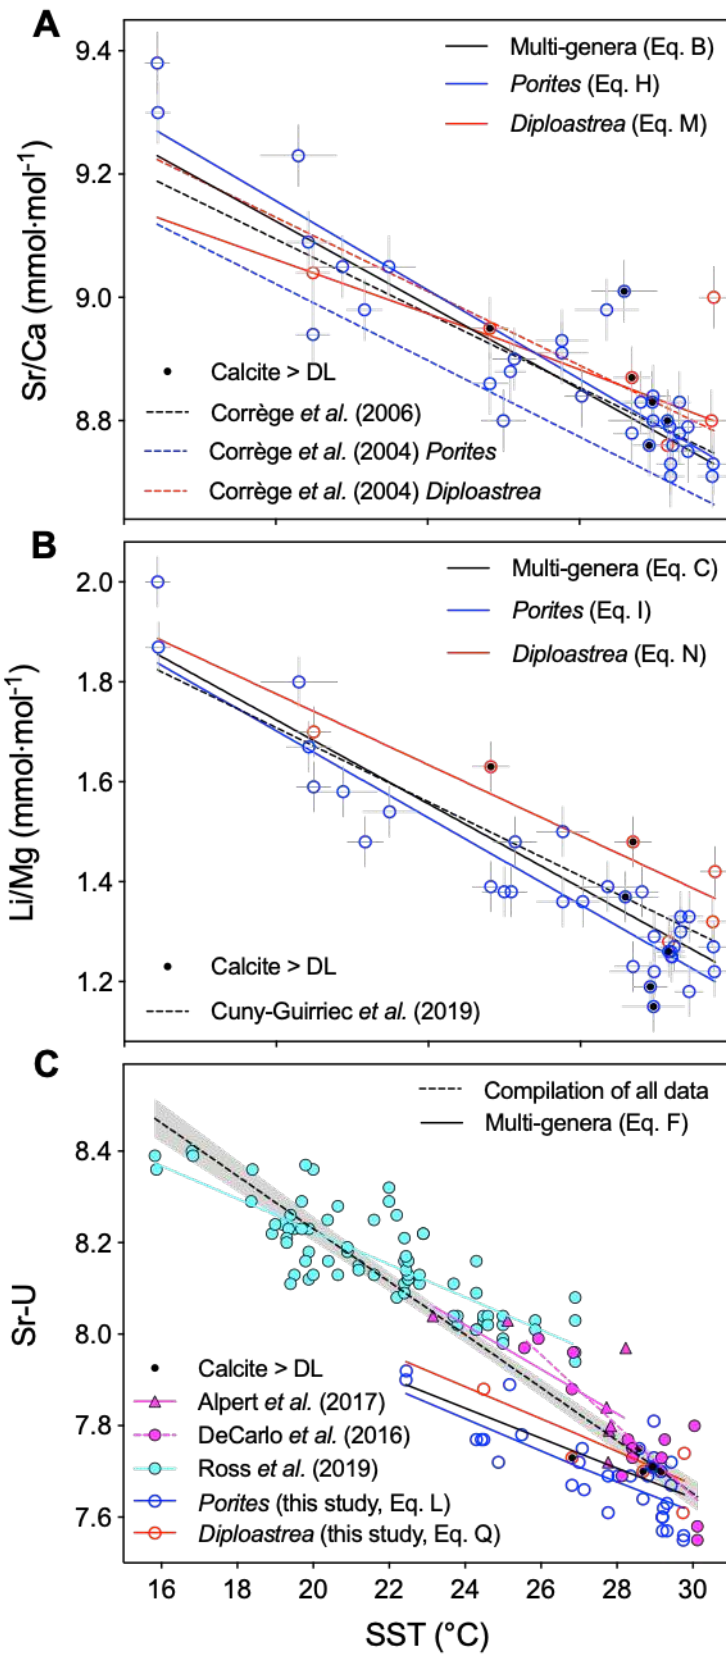 A
9.4
9.2
9.0
8.8
Sr/Ca (mmol·mol⁻¹)
Multi-genera (Eq. B)
Porites (Eq. H)
Diploastrea (Eq. M)
Calcite > DL
Corrège et al. (2006)
Corrège et al. (2004) Porites
Corrège et al. (2004) Diploastrea
B
2.0
1.8
1.6
1.4
1.2
Li/Mg (mmol·mol⁻¹)
Multi-genera (Eq. C)
Porites (Eq. I)
Diploastrea (Eq. N)
Calcite > DL
Cuny-Guirriec et al. (2019)
C
8.4
8.2
8.0
7.8
7.6
Sr-U
Compilation of all data
Multi-genera (Eq. F)
Calcite > DL
Alpert et al. (2017)
DeCarlo et al. (2016)
Ross et al. (2019)
Porites (this study, Eq. L)
Diploastrea (this study, Eq. Q)
16 18 20 22 24 26 28 30
SST (°C)